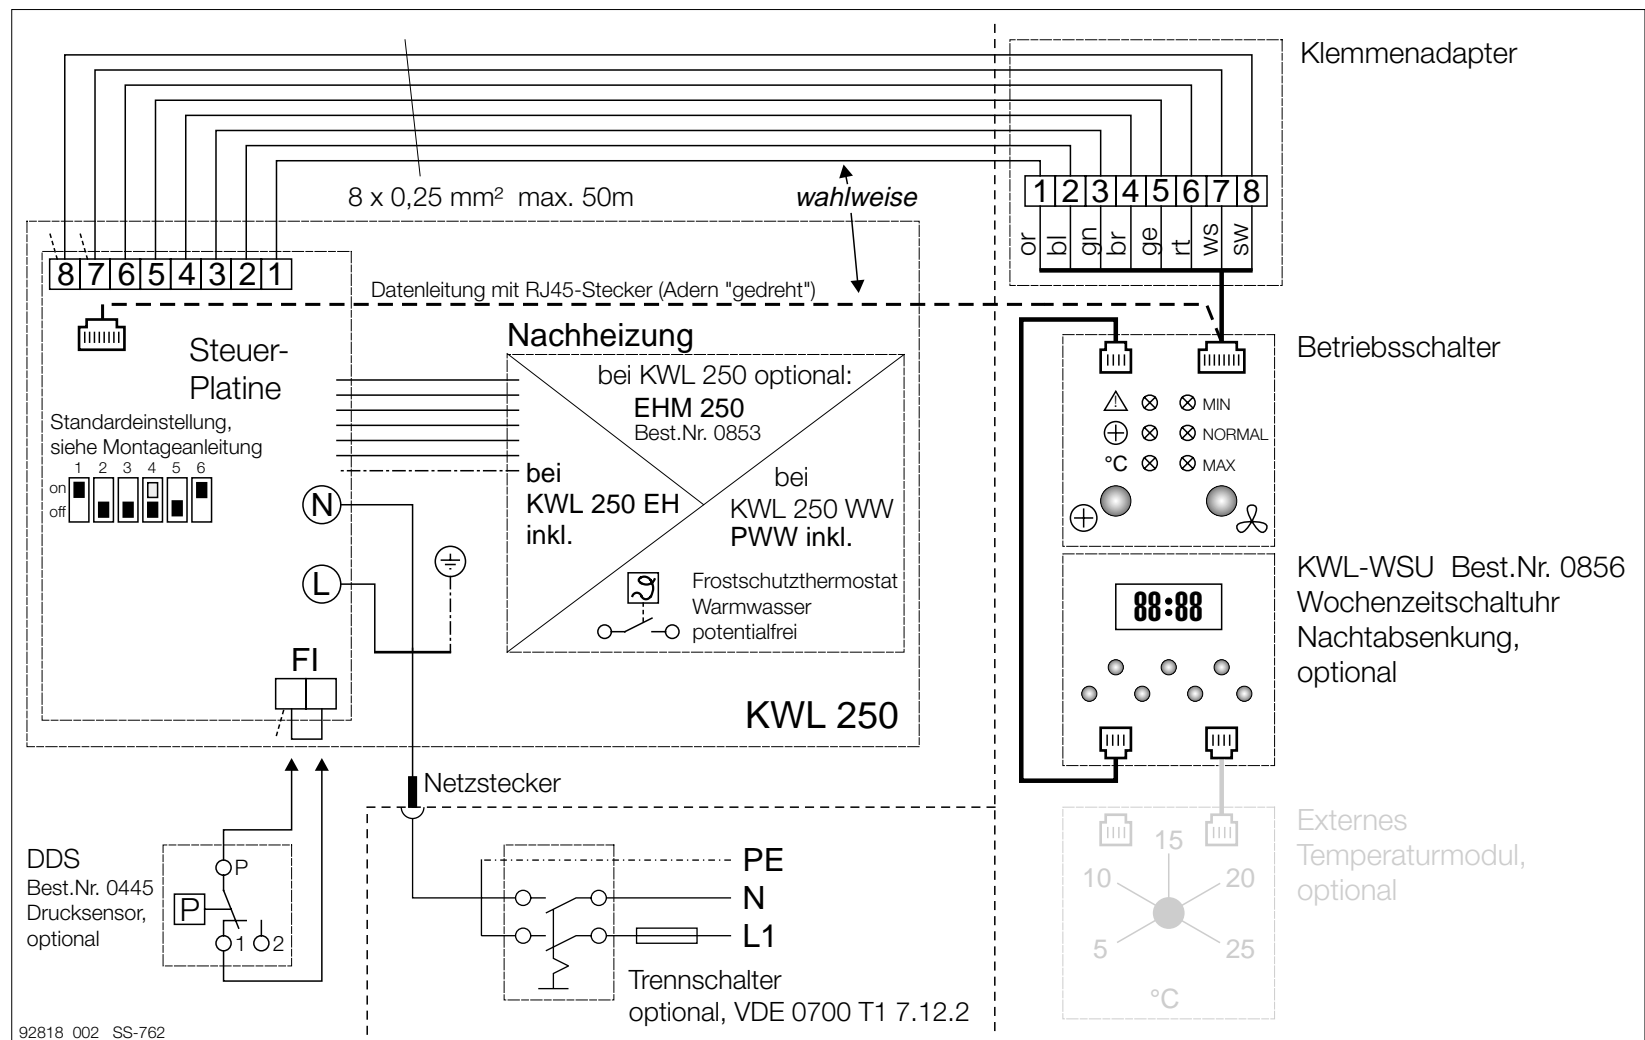 Klemmenadapter
8 x 0,25 mm² max. 50m
wahlweise
1 2 3 4 5 6 7 8
or bl gn br ge rt ws sw
8 7 6 5 4 3 2 1
Datenleitung mit RJ45-Stecker (Adern "gedreht")
Steuer-
Platine
Standardeinstellung,
siehe Montageanleitung
1 2 3 4 5 6
on
off
N
L
FI
Nachheizung
bei KWL 250 optional:
EHM 250
Best.Nr. 0853
bei
KWL 250 EH
inkl.
bei
KWL 250 WW
PWW inkl.
Frostschutzthermostat
Warmwasser
potentialfrei
KWL 250
Betriebsschalter
MIN
NORMAL
°C MAX
KWL-WSU Best.Nr. 0856
Wochenzeitschaltuhr
Nachtabsenkung,
optional
88:88
Netzstecker
DDS
Best.Nr. 0445
Drucksensor,
optional
P
P
1 2
PE
N
L1
Trennschalter
optional, VDE 0700 T1 7.12.2
Externes
Temperaturmodul,
optional
15
10 20
5 25
°C
92818 002 SS-762